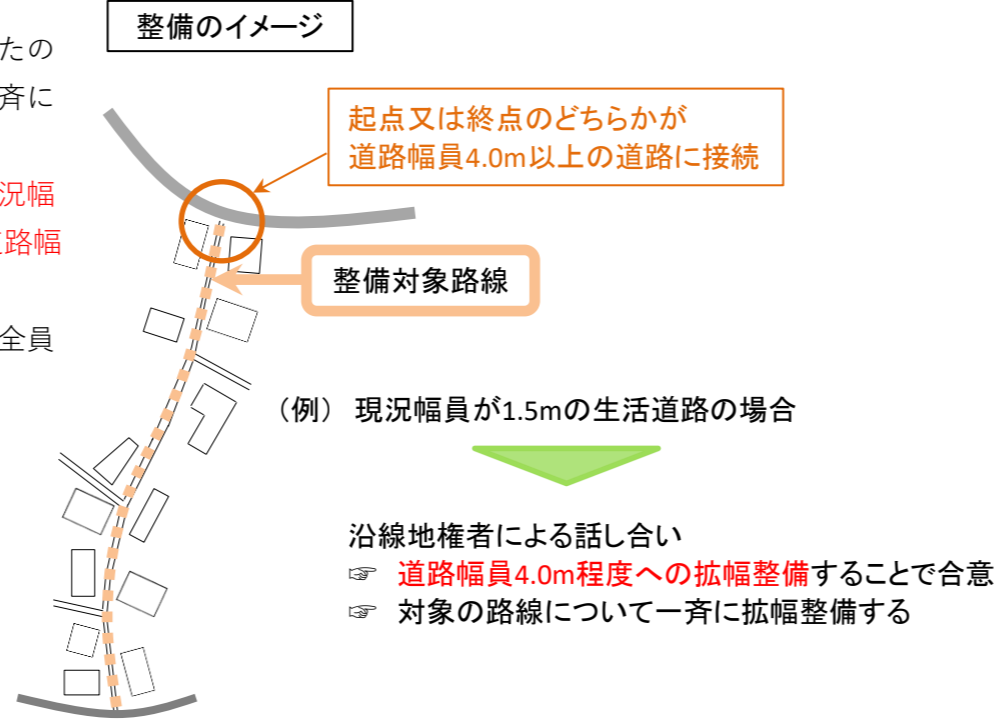 整備のイメージ
たの
斉に
況幅
路幅
全員
起点又は終点のどちらかが
道路幅員4.0m以上の道路に接続
整備対象路線
（例） 現況幅員が1.5mの生活道路の場合
沿線地権者による話し合い
☞ 道路幅員4.0m程度への拡幅整備することで合意
☞ 対象の路線について一斉に拡幅整備する